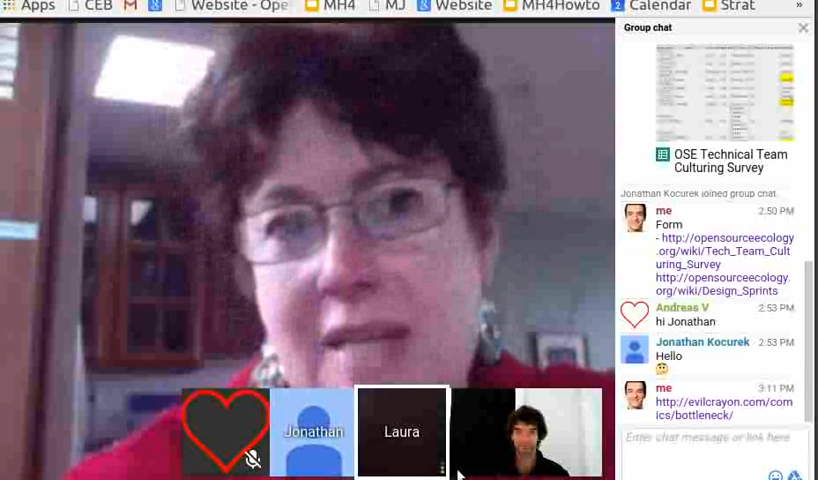 Apps CEB Website - Ope MH4 MJ Website MH4Howto 2 Calendar Strat »
Group chat
OSE Technical Team
Culturing Survey
Jonathan Kocurek joined group chat.
me 2:50 PM
Form
- http://opensourceecology
.org/wiki/Tech_Team_Cult
uring_Survey
http://opensourceecology.
org/wiki/Design_Sprints
Andreas V 2:53 PM
hi Jonathan
Jonathan Kocurek 2:53 PM
Hello
me 3:11 PM
http://evilcrayon.com/com
ics/bottleneck/
Enter chat message or link here
Jonathan
Laura